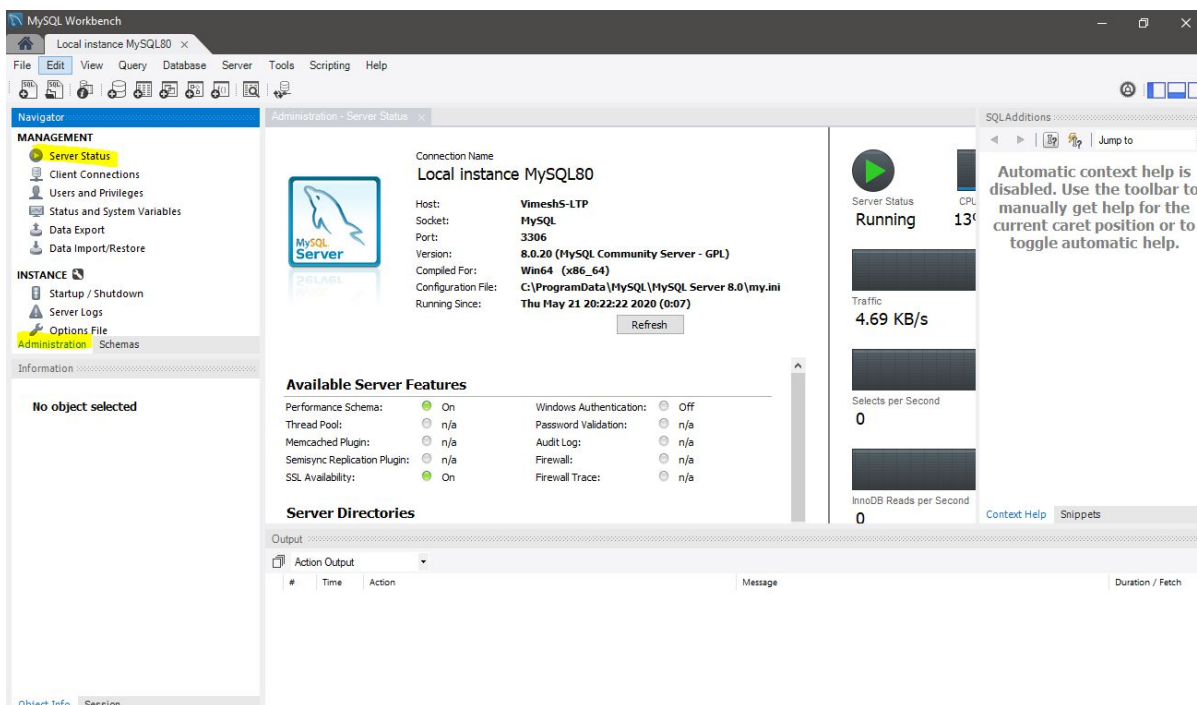 MySQL Workbench
Local instance MySQL80 ×
File Edit View Query Database Server Tools Scripting Help
Navigator
MANAGEMENT
Server Status
Client Connections
Users and Privileges
Status and System Variables
Data Export
Data Import/Restore
INSTANCE
Startup / Shutdown
Server Logs
Options File
Administration Schemas
Information
No object selected
Object Info Session
Administration - Server Status ×
MySQL
Server
Connection Name
Local instance MySQL80
Host: VimeshS-LTP
Socket: MySQL
Port: 3306
Version: 8.0.20 (MySQL Community Server - GPL)
Compiled For: Win64 (x86_64)
Configuration File: C:\ProgramData\MySQL\MySQL Server 8.0\my.ini
Running Since: Thu May 21 20:22:22 2020 (0:07)
Refresh
Available Server Features
Performance Schema: On Windows Authentication: Off
Thread Pool: n/a Password Validation: n/a
Memcached Plugin: n/a Audit Log: n/a
Semisync Replication Plugin: n/a Firewall: n/a
SSL Availability: On Firewall Trace: n/a
Server Directories
Server Status CPU
Running 13%
Traffic
4.69 KB/s
Selects per Second
0
InnoDB Reads per Second
0
SQLAdditions
Jump to
Automatic context help is
disabled. Use the toolbar to
manually get help for the
current caret position or to
toggle automatic help.
Context Help Snippets
Output
Action Output
# Time Action Message Duration / Fetch